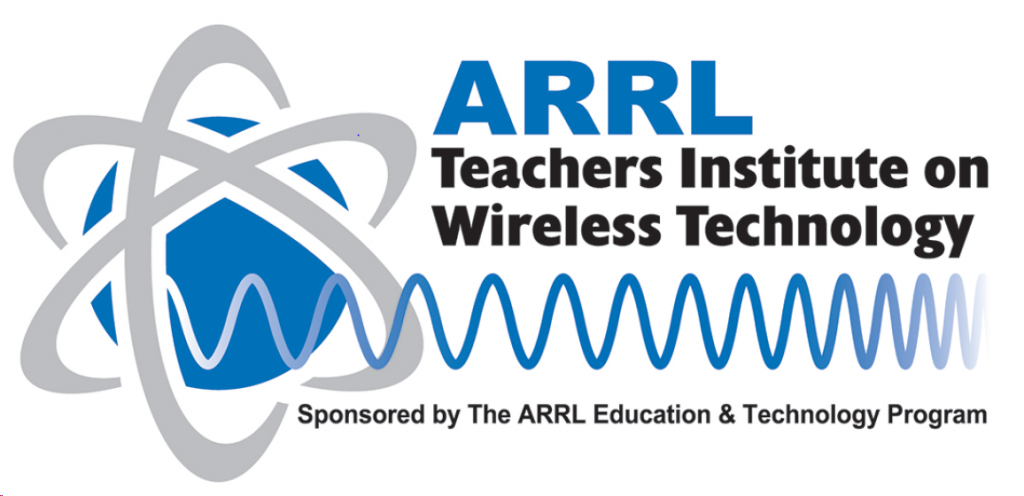 ARRL
Teachers Institute on
Wireless Technology
Sponsored by The ARRL Education & Technology Program